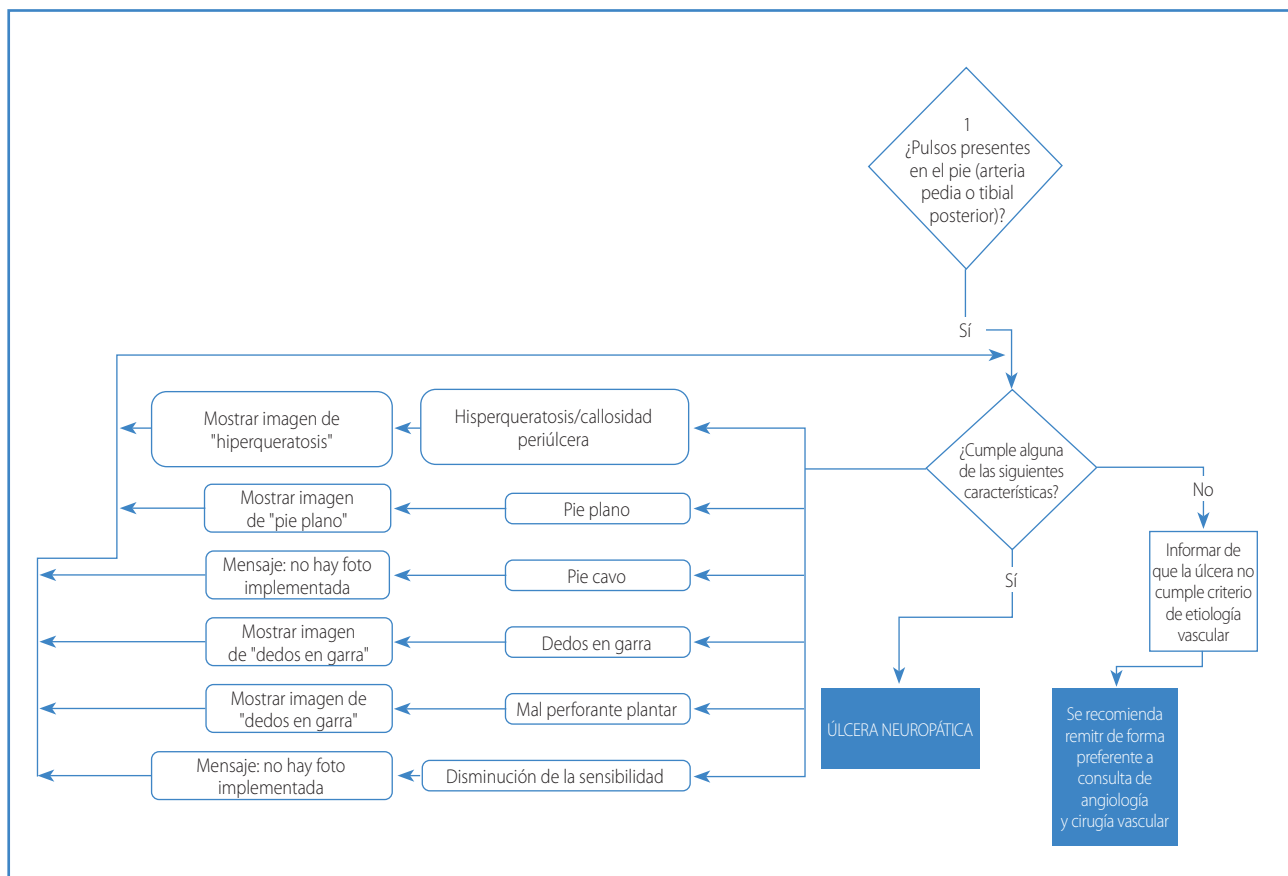 1
¿Pulsos presentes
en el pie (arteria
pedia o tibial
posterior)?
Sí
Mostrar imagen de
"hiperqueratosis"
Hisperqueratosis/callosidad
periúlcera
¿Cumple alguna
de las siguientes
características?
No
Mostrar imagen
de "pie plano"
Pie plano
Mensaje: no hay foto
implementada
Pie cavo
Sí
Informar de
que la úlcera no
cumple criterio
de etiología
vascular
Mostrar imagen
de "dedos en garra"
Dedos en garra
Mostrar imagen de
"dedos en garra"
Mal perforante plantar
ÚLCERA NEUROPÁTICA
Se recomienda
remitr de forma
preferente a
consulta de
angiología
y cirugía vascular
Mensaje: no hay foto
implementada
Disminución de la sensibilidad